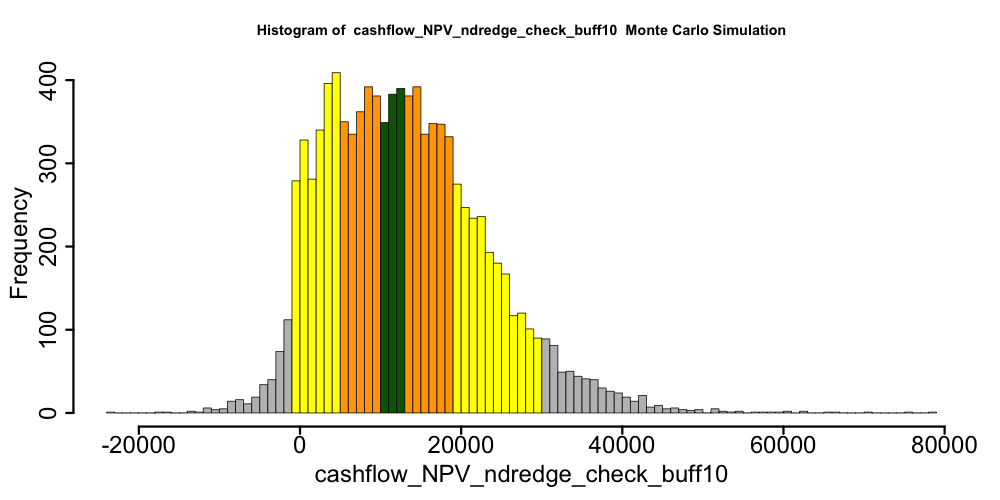 Histogram of  cashflow_NPV_ndredge_check_buff10  Monte Carlo Simulation
400
300
200
100
0
Frequency
-20000 0 20000 40000 60000 80000
cashflow_NPV_ndredge_check_buff10